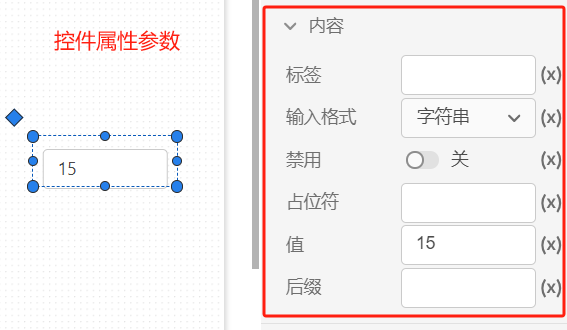 控件属性参数
15
内容
标签 (x)
输入格式 字符串 (x)
禁用 关 (x)
占位符 (x)
值 15 (x)
后缀 (x)